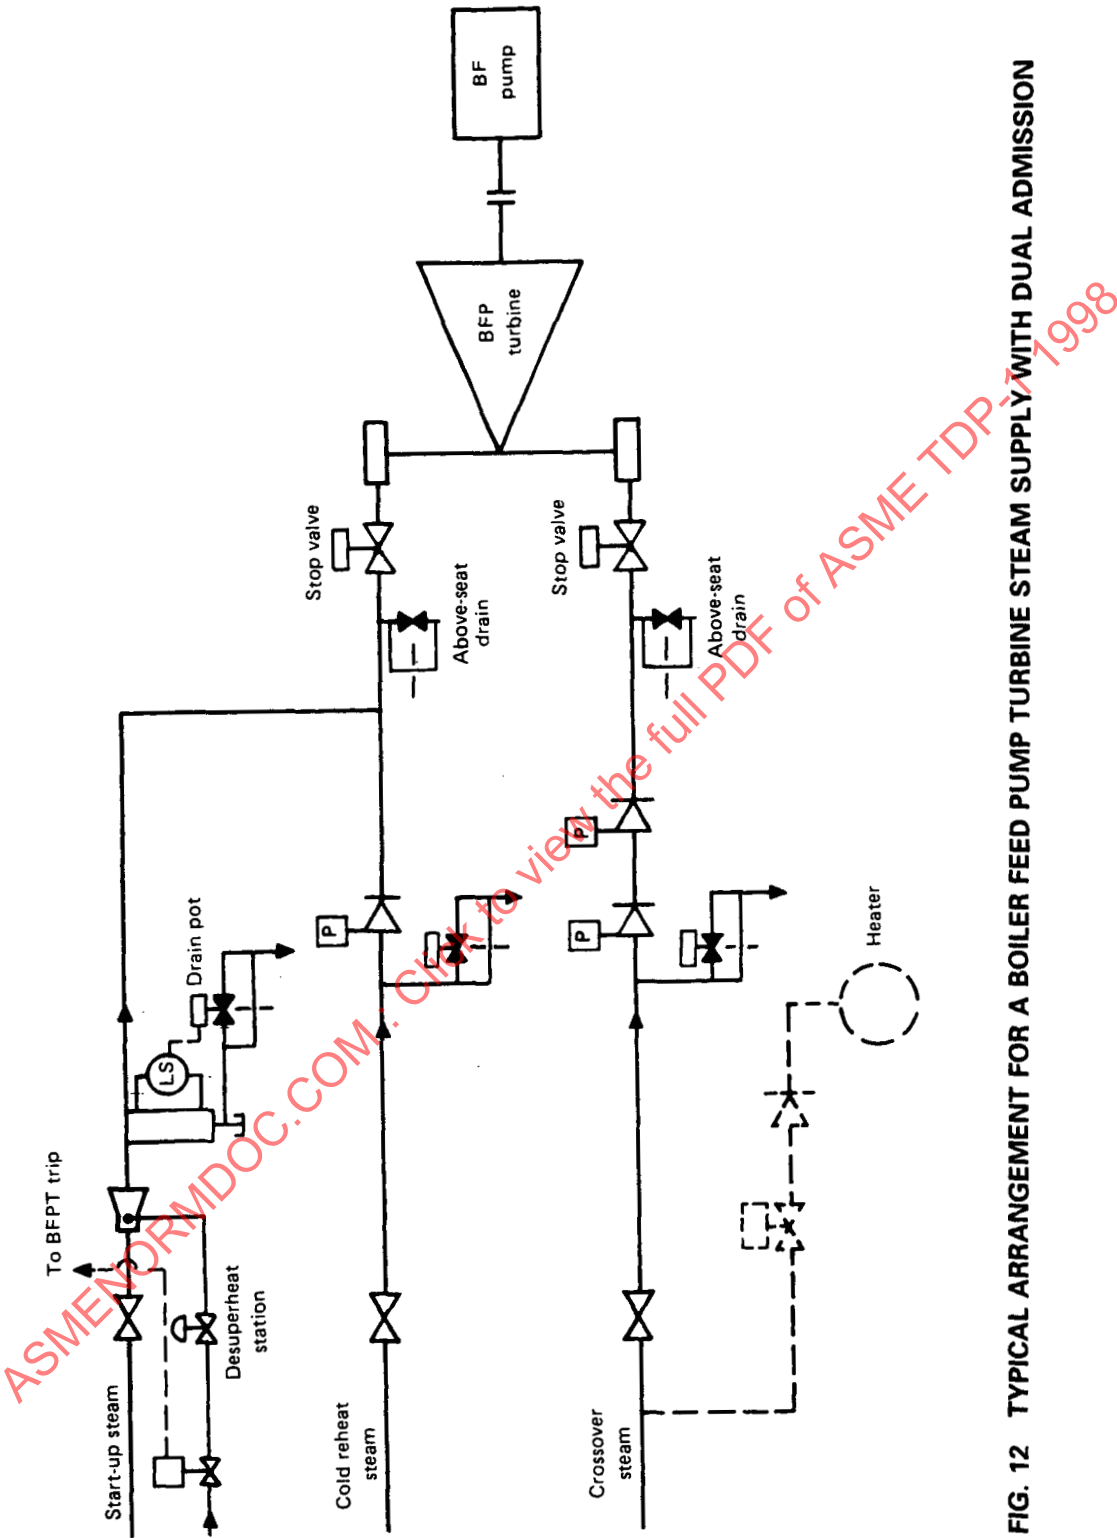 BF
pump
BFP
turbine
Stop valve
Above-seat
drain
Stop valve
Above-seat
drain
P
P
P
Drain pot
LS
To BFPT trip
Desuperheat
station
Start-up steam
Cold reheat
steam
Crossover
steam
Heater
FIG. 12 TYPICAL ARRANGEMENT FOR A BOILER FEED PUMP TURBINE STEAM SUPPLY WITH DUAL ADMISSION
ASMENORMDOC.COM : Click to view the full PDF of ASME TDP-1 1998